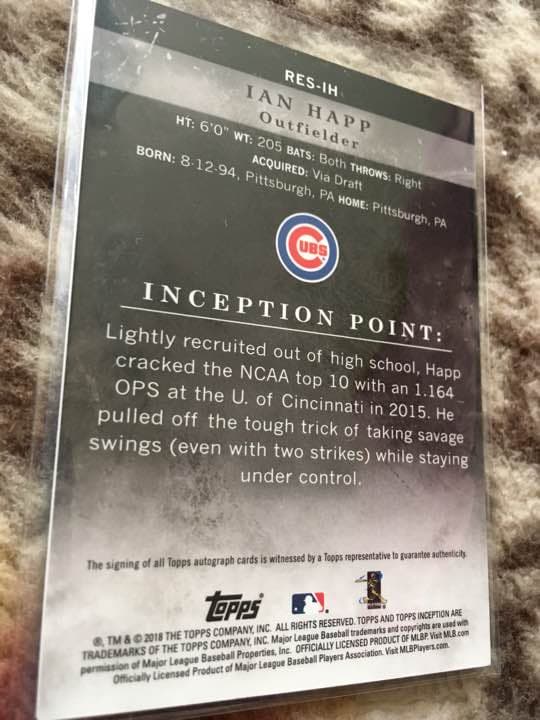 RES-IH
IAN HAPP
Outfielder
HT: 6'0" WT: 205 BATS: Both THROWS: Right
ACQUIRED: Via Draft
BORN: 8-12-94, Pittsburgh, PA HOME: Pittsburgh, PA
CUBS
INCEPTION POINT:
Lightly recruited out of high school, Happ
cracked the NCAA top 10 with an 1.164
OPS at the U. of Cincinnati in 2015. He
pulled off the tough trick of taking savage
swings (even with two strikes) while staying
under control.
The signing of all Topps autograph cards is witnessed by a Topps representative to guarantee authenticity.
Topps
®, TM & © 2018 THE TOPPS COMPANY, INC. ALL RIGHTS RESERVED. TOPPS AND TOPPS INCEPTION ARE
TRADEMARKS OF THE TOPPS COMPANY, INC. Major League Baseball trademarks and copyrights are used with
permission of Major League Baseball Properties, Inc. OFFICIALLY LICENSED PRODUCT OF MLBP. Visit MLB.com
Officially Licensed Product of Major League Baseball Players Association. Visit MLBPlayers.com.